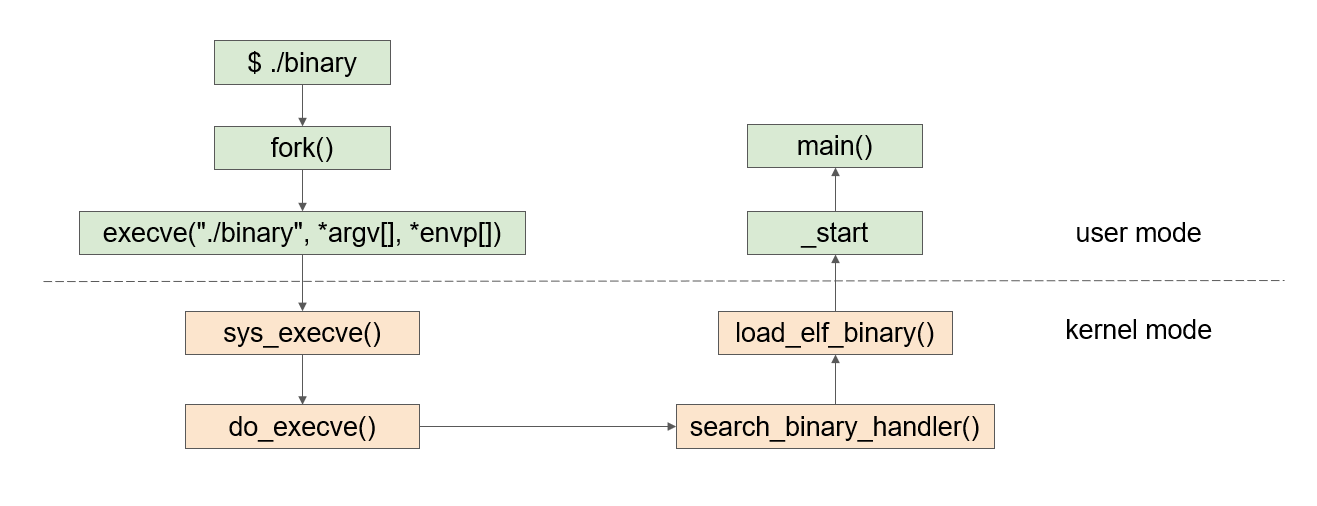 $ ./binary
fork()
execve("./binary", *argv[], *envp[])
sys_execve()
do_execve()
search_binary_handler()
load_elf_binary()
_start
main()
user mode
kernel mode